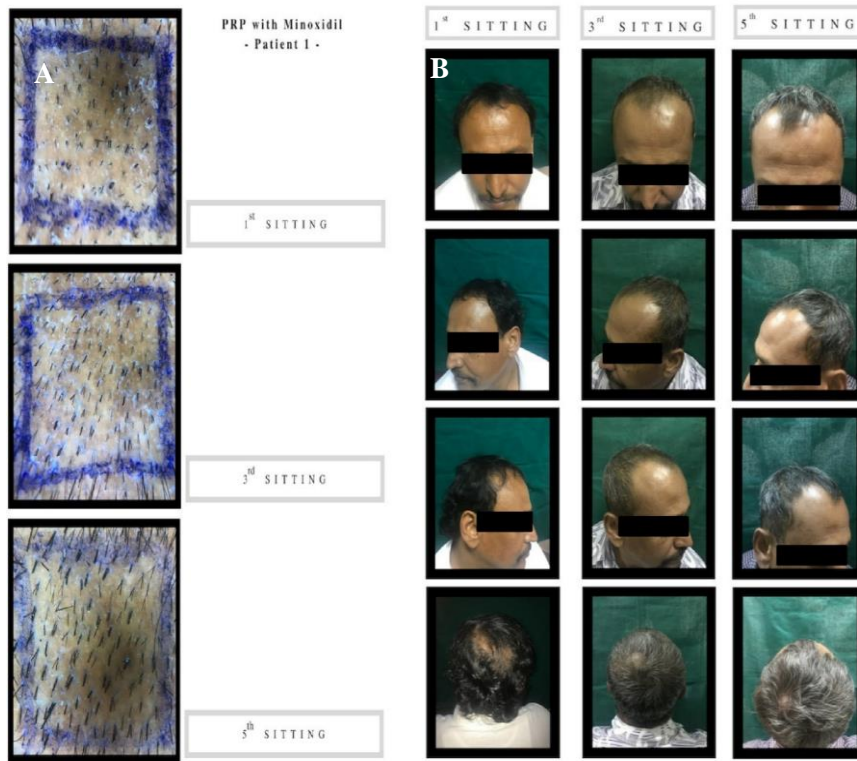 A
PRP with Minoxidil
- Patient 1 -
1st SITTING
3rd SITTING
5th SITTING
B
1st SITTING
3rd SITTING
5th SITTING